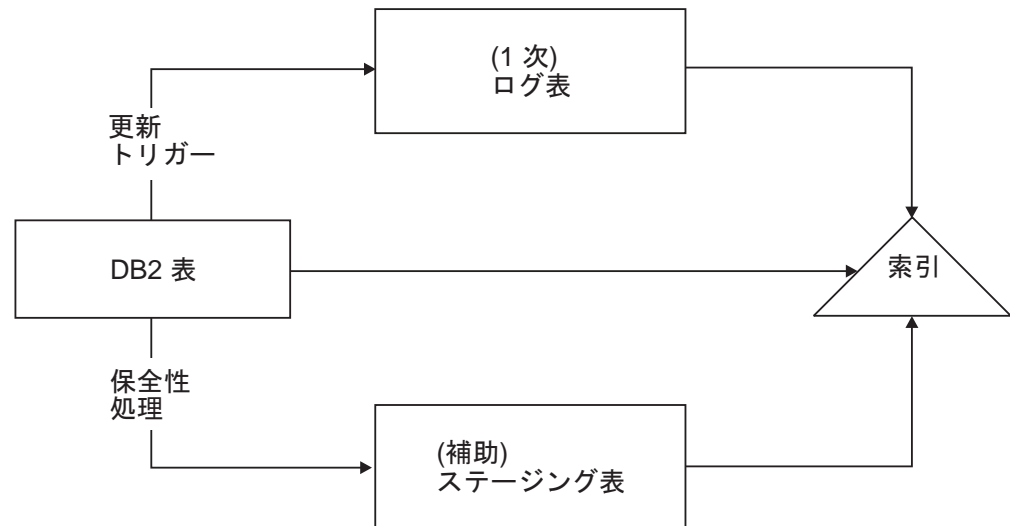 (1 次)
ログ表
更新
トリガー
DB2 表
索引
保全性
処理
(補助)
ステージング表